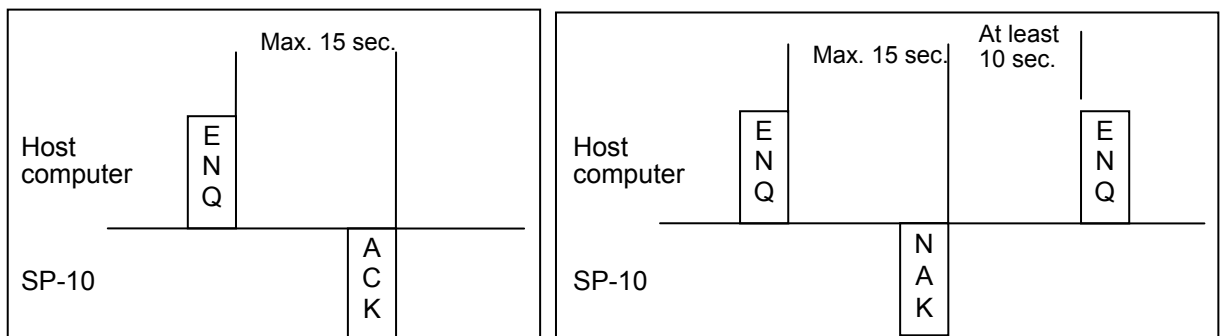 Max. 15 sec.
E
N
Q
Host
computer
A
C
K
SP-10
At least
10 sec.
Max. 15 sec.
E
N
Q
E
N
Q
Host
computer
N
A
K
SP-10